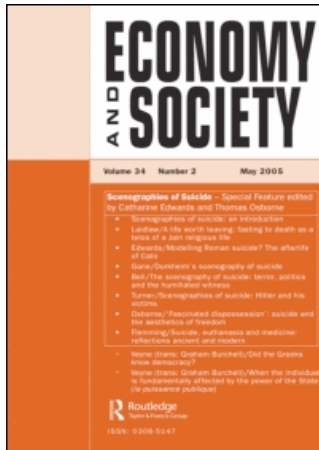 ECONOMY
AND
SOCIETY
Volume 34 Number 2 May 2005
Scenographies of Suicide – Special Feature edited
by Catharine Edwards and Thomas Osborne
• Scenographies of suicide: an introduction
• Laidlaw/A life worth leaving: fasting to death as a
telos of a Jain religious life
• Edwards/Modelling Roman suicide? The afterlife
of Cato
• Gane/Durkheim's scenography of suicide
• Bell/The scenography of suicide: terror, politics
and the humiliated witness
• Turner/Scenographies of suicide: Hitler and his
victims
• Osborne/'Fascinated dispossession': suicide and
the aesthetics of freedom
• Flemming/Suicide, euthanasia and medicine:
reflections ancient and modern
– Veyne (trans: Graham Burchell)/Did the Greeks
know democracy?
– Veyne (trans: Graham Burchell)/When the individual
is fundamentally affected by the power of the State
(la puissance publique)
Routledge
Taylor & Francis Group
ISSN: 0308-5147